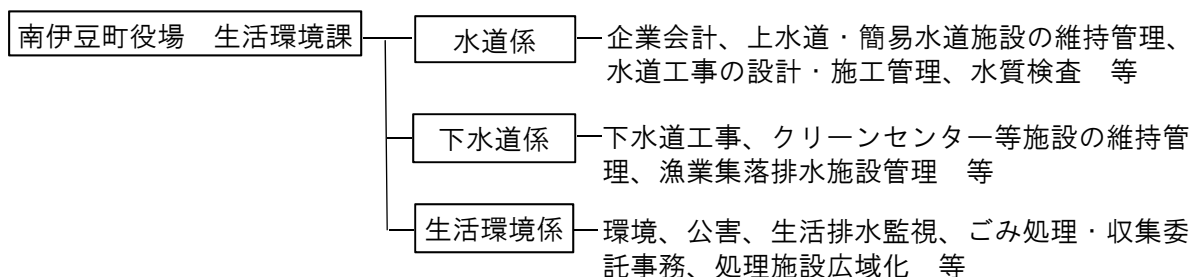 南伊豆町役場　生活環境課
水道係
企業会計、上水道・簡易水道施設の維持管理、
水道工事の設計・施工管理、水質検査　等
下水道係
下水道工事、クリーンセンター等施設の維持管
理、漁業集落排水施設管理　等
生活環境係
環境、公害、生活排水監視、ごみ処理・収集委
託事務、処理施設広域化　等